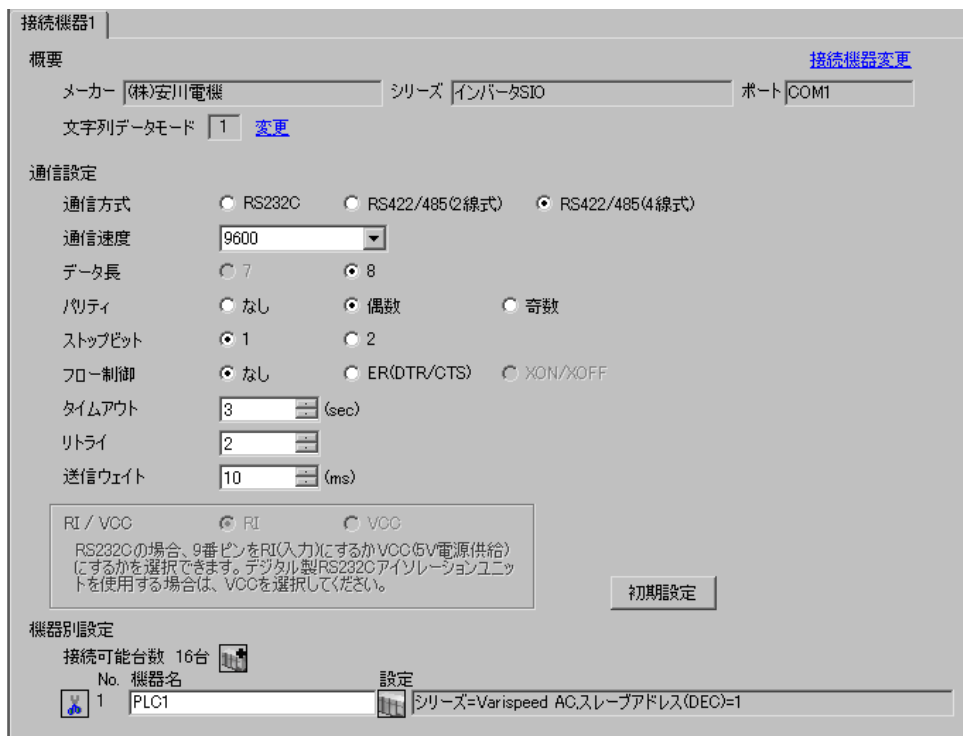 接続機器1
概要 接続機器変更
メーカー (株)安川電機 シリーズ インバータSIO ポート COM1
文字列データモード 1 変更
通信設定
通信方式 RS232C RS422/485(2線式) RS422/485(4線式)
通信速度 9600
データ長 7 8
パリティ なし 偶数 奇数
ストップビット 1 2
フロー制御 なし ER(DTR/CTS) XON/XOFF
タイムアウト 3 (sec)
リトライ 2
送信ウェイト 10 (ms)
RI / VCC RI VCC
RS232Cの場合、9番ピンをRI(入力)にするかVCC(5V電源供給)
にするかを選択できます。デジタル製RS232Cアイソレーションユニッ
トを使用する場合は、VCCを選択してください。
初期設定
機器別設定
接続可能台数 16台
No. 機器名 設定
1 PLC1 シリーズ=Varispeed AC,スレーブアドレス(DEC)=1